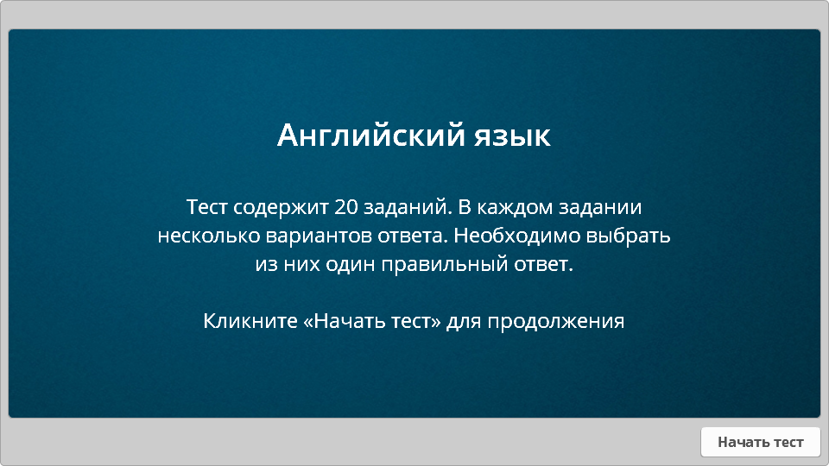 Английский язык
Тест содержит 20 заданий. В каждом задании
несколько вариантов ответа. Необходимо выбрать
из них один правильный ответ.
Кликните «Начать тест» для продолжения
Начать тест